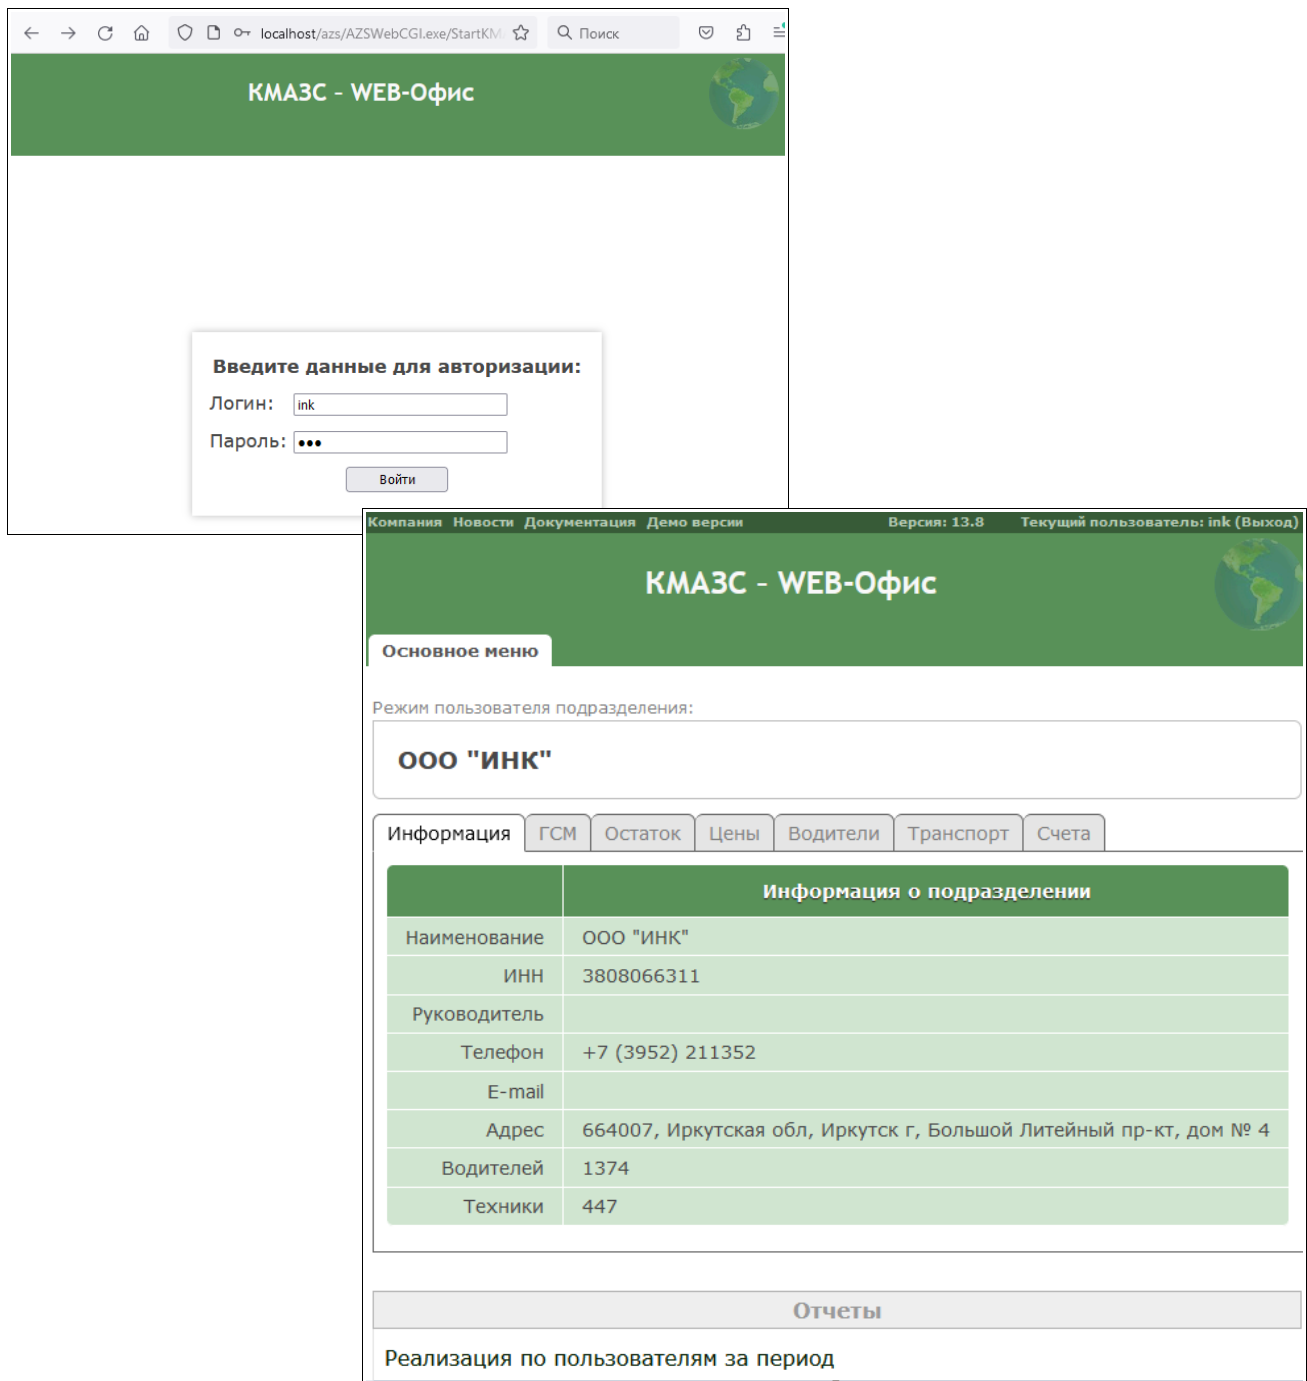 localhost/azs/AZSWebCGI.exe/StartKM
Поиск
КМАЗС - WEB-Офис
Введите данные для авторизации:
Логин: ink
Пароль: •••
Войти
Компания Новости Документация Демо версии Версия: 13.8 Текущий пользователь: ink (Выход)
КМАЗС - WEB-Офис
Основное меню
Режим пользователя подразделения:
ООО "ИНК"
Информация ГСМ Остаток Цены Водители Транспорт Счета
Информация о подразделении
Наименование ООО "ИНК"
ИНН 3808066311
Руководитель
Телефон +7 (3952) 211352
E-mail
Адрес 664007, Иркутская обл, Иркутск г, Большой Литейный пр-кт, дом № 4
Водителей 1374
Техники 447
Отчеты
Реализация по пользователям за период